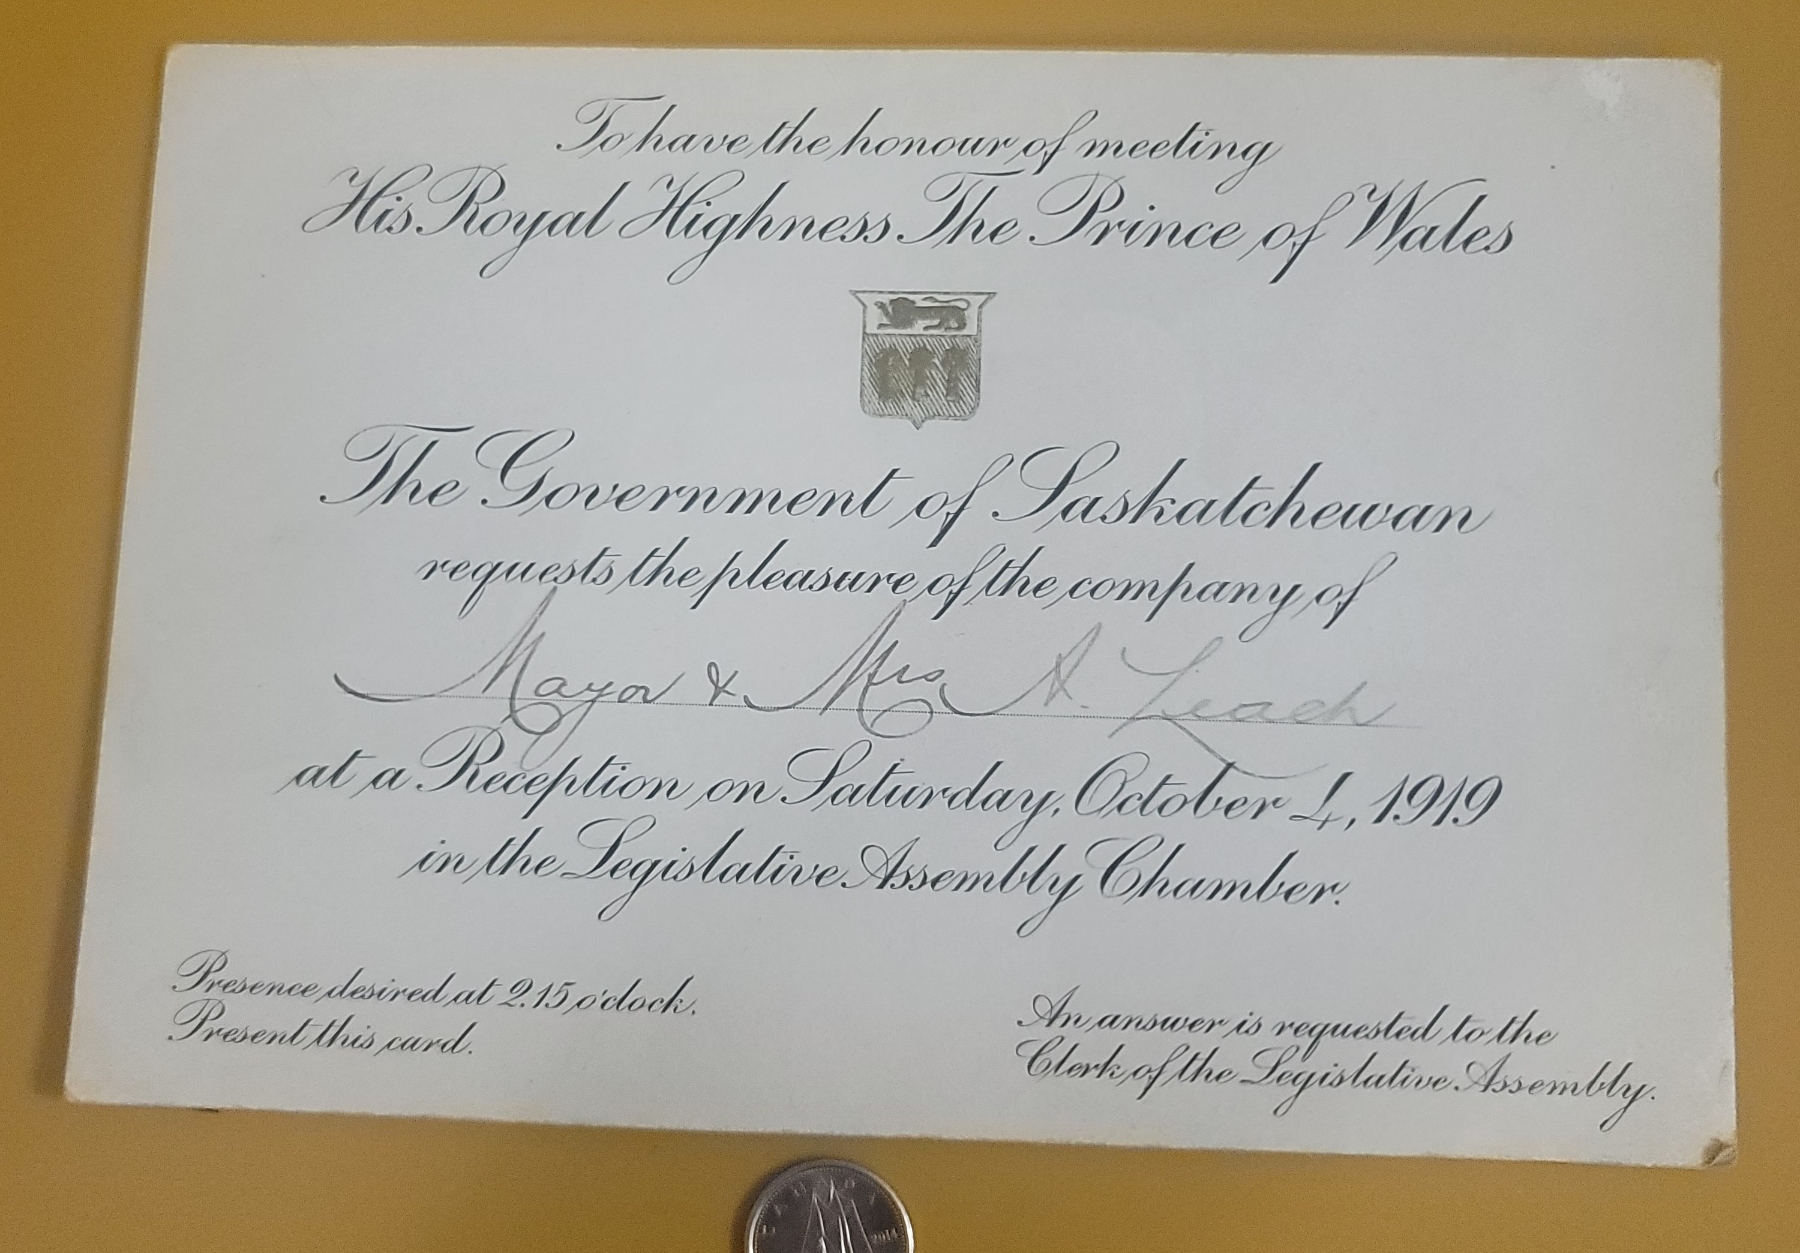 To have the honour of meeting
His Royal Highness The Prince of Wales
The Government of Saskatchewan
requests the pleasure of the company of
Mayor & Mrs A. Leach
at a Reception on Saturday, October 4, 1919
in the Legislative Assembly Chamber.
Presence desired at 2.15 o'clock.
Present this card.
An answer is requested to the
Clerk of the Legislative Assembly.
CANADA
2014